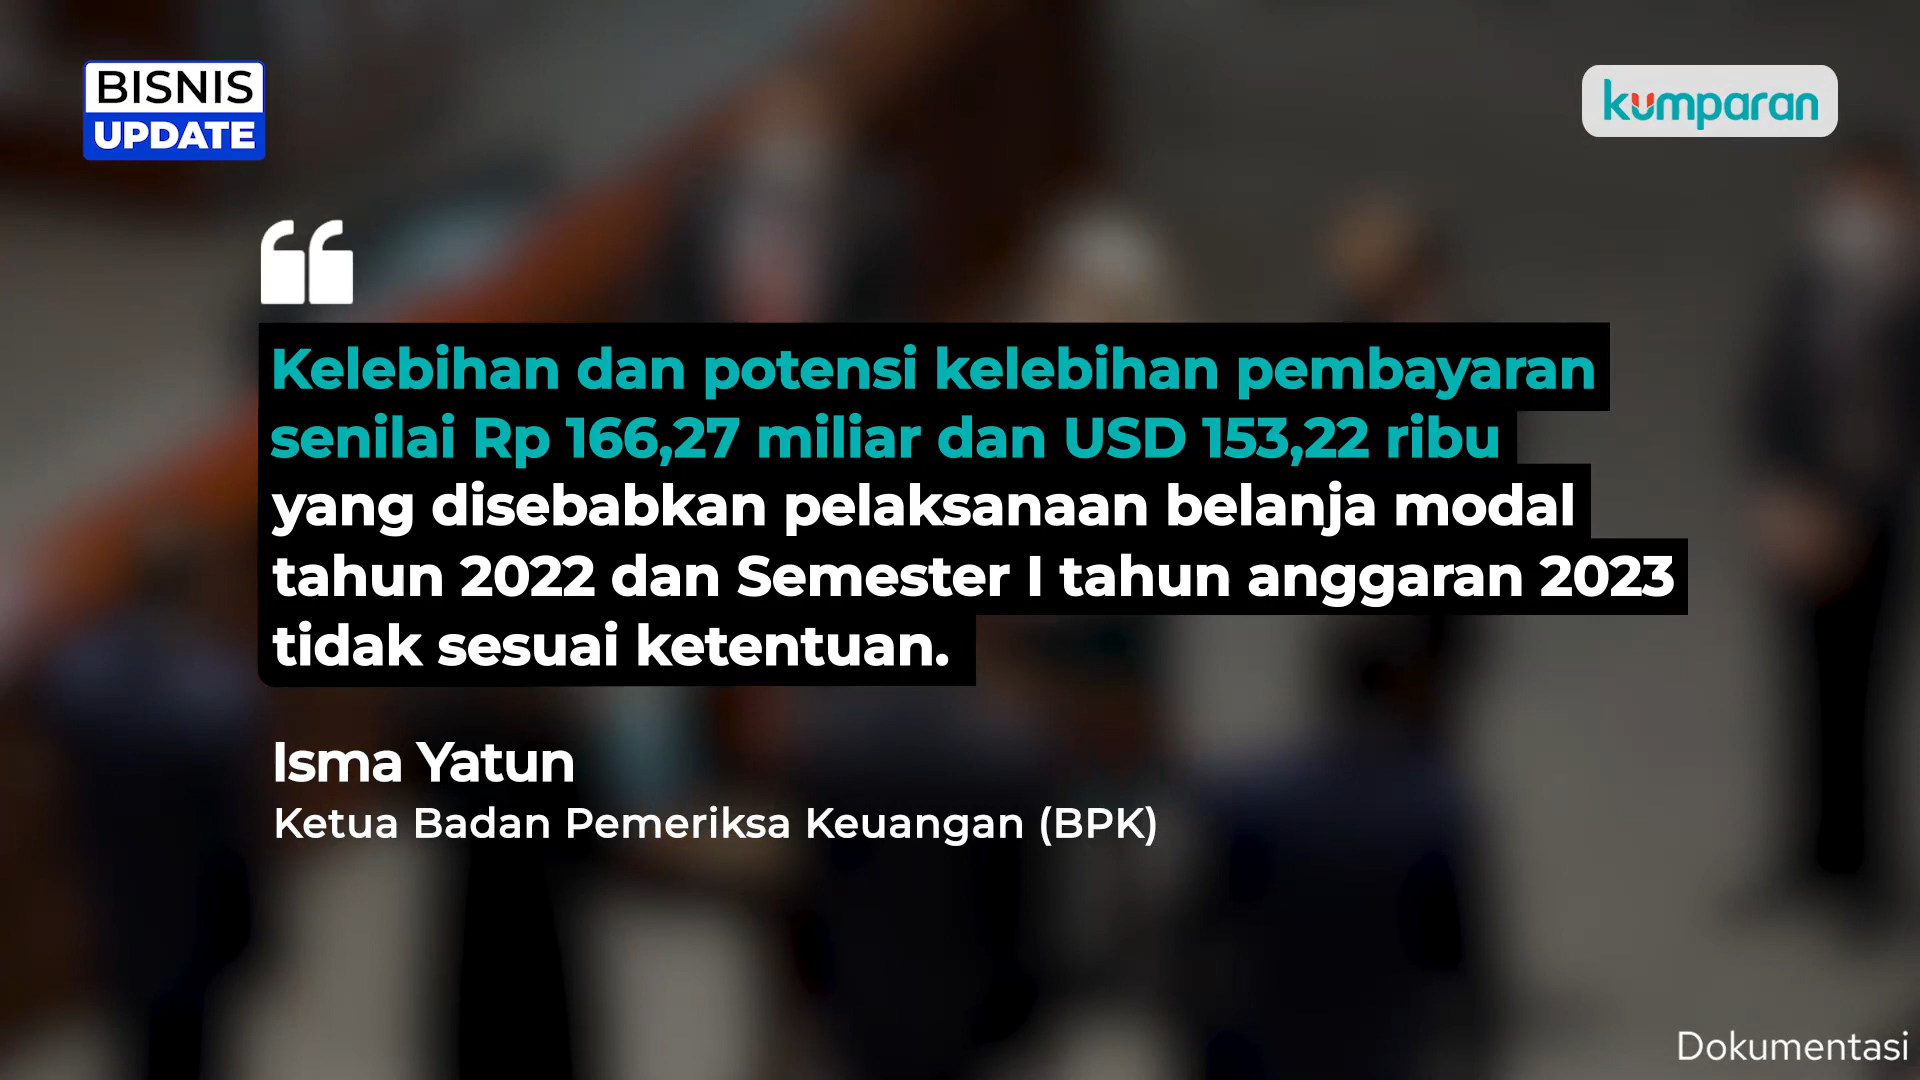 BISNIS
UPDATE
kumparan
“
Kelebihan dan potensi kelebihan pembayaran
senilai Rp 166,27 miliar dan USD 153,22 ribu
yang disebabkan pelaksanaan belanja modal
tahun 2022 dan Semester I tahun anggaran 2023
tidak sesuai ketentuan.
Isma Yatun
Ketua Badan Pemeriksa Keuangan (BPK)
Dokumentasi